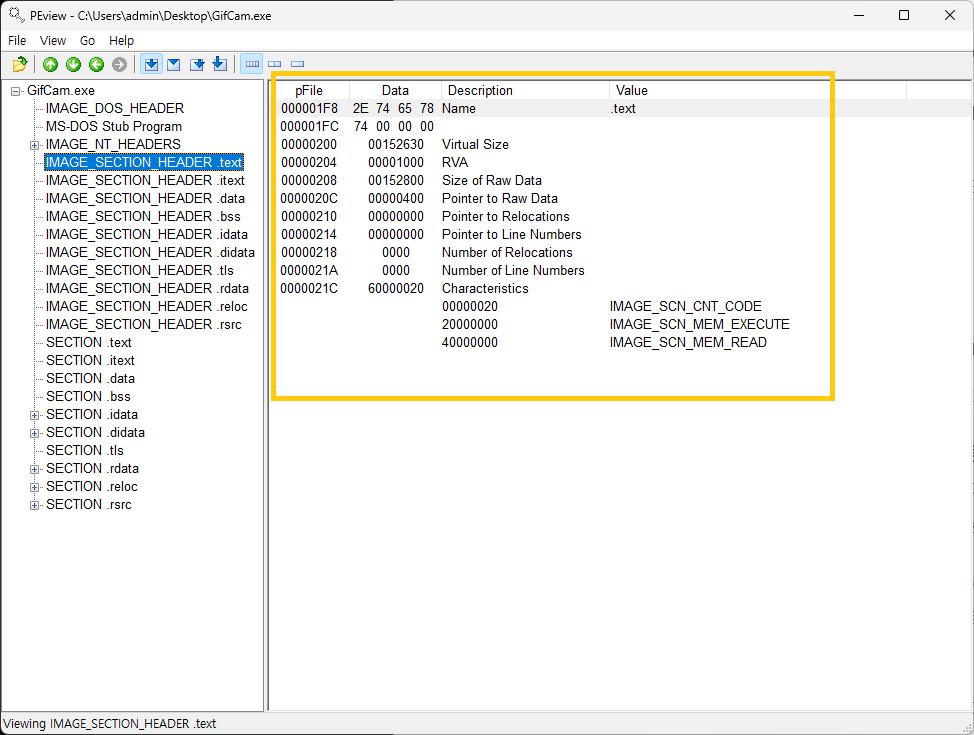 PEview - C:\Users\admin\Desktop\GifCam.exe
File View Go Help
GifCam.exe
IMAGE_DOS_HEADER
MS-DOS Stub Program
IMAGE_NT_HEADERS
IMAGE_SECTION_HEADER .text
IMAGE_SECTION_HEADER .itext
IMAGE_SECTION_HEADER .data
IMAGE_SECTION_HEADER .bss
IMAGE_SECTION_HEADER .idata
IMAGE_SECTION_HEADER .didata
IMAGE_SECTION_HEADER .tls
IMAGE_SECTION_HEADER .rdata
IMAGE_SECTION_HEADER .reloc
IMAGE_SECTION_HEADER .rsrc
SECTION .text
SECTION .itext
SECTION .data
SECTION .bss
SECTION .idata
SECTION .didata
SECTION .tls
SECTION .rdata
SECTION .reloc
SECTION .rsrc
pFile Data Description Value
000001F8 2E 74 65 78 Name .text
000001FC 74 00 00 00
00000200 00152630 Virtual Size
00000204 00001000 RVA
00000208 00152800 Size of Raw Data
0000020C 00000400 Pointer to Raw Data
00000210 00000000 Pointer to Relocations
00000214 00000000 Pointer to Line Numbers
00000218 0000 Number of Relocations
0000021A 0000 Number of Line Numbers
0000021C 60000020 Characteristics
00000020 IMAGE_SCN_CNT_CODE
20000000 IMAGE_SCN_MEM_EXECUTE
40000000 IMAGE_SCN_MEM_READ
Viewing IMAGE_SECTION_HEADER .text